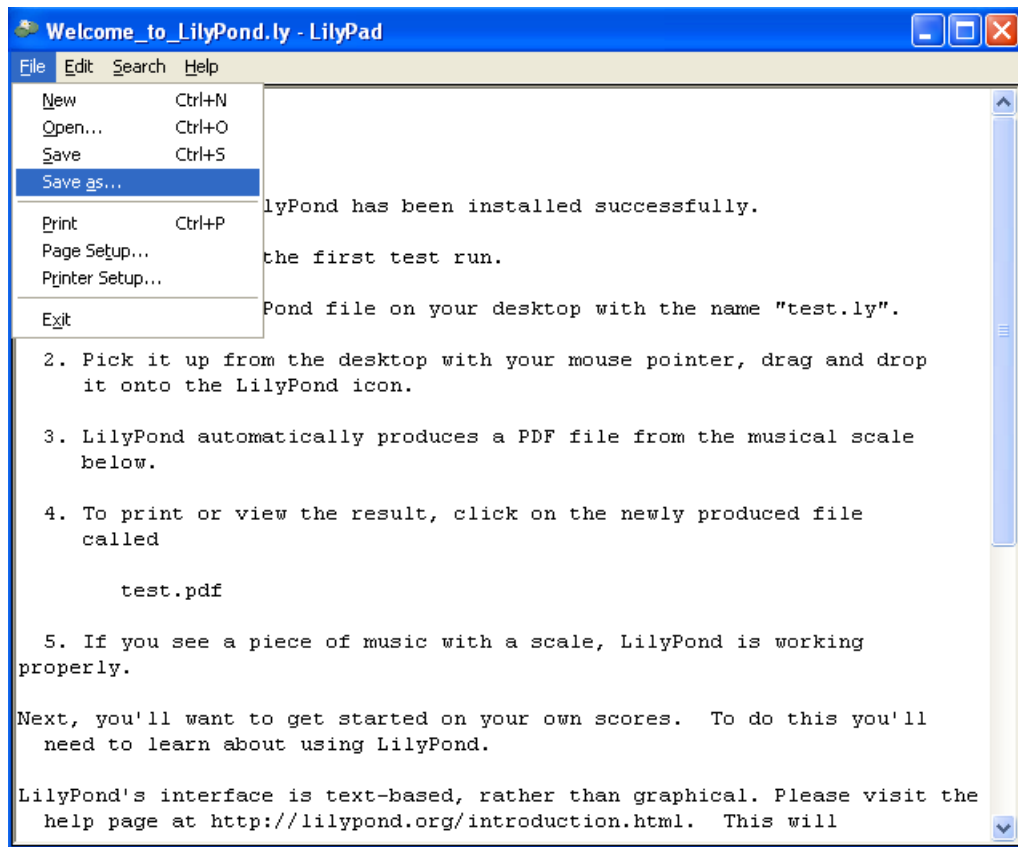 Welcome_to_LilyPond.ly - LilyPad
File Edit Search Help
New Ctrl+N
Open... Ctrl+O
Save Ctrl+S
Save as...
Print Ctrl+P
Page Setup...
Printer Setup...
Exit
lyPond has been installed successfully.
the first test run.
Pond file on your desktop with the name "test.ly".
2. Pick it up from the desktop with your mouse pointer, drag and drop
it onto the LilyPond icon.
3. LilyPond automatically produces a PDF file from the musical scale
below.
4. To print or view the result, click on the newly produced file
called
test.pdf
5. If you see a piece of music with a scale, LilyPond is working
properly.
Next, you'll want to get started on your own scores. To do this you'll
need to learn about using LilyPond.
LilyPond's interface is text-based, rather than graphical. Please visit the
help page at http://lilypond.org/introduction.html. This will